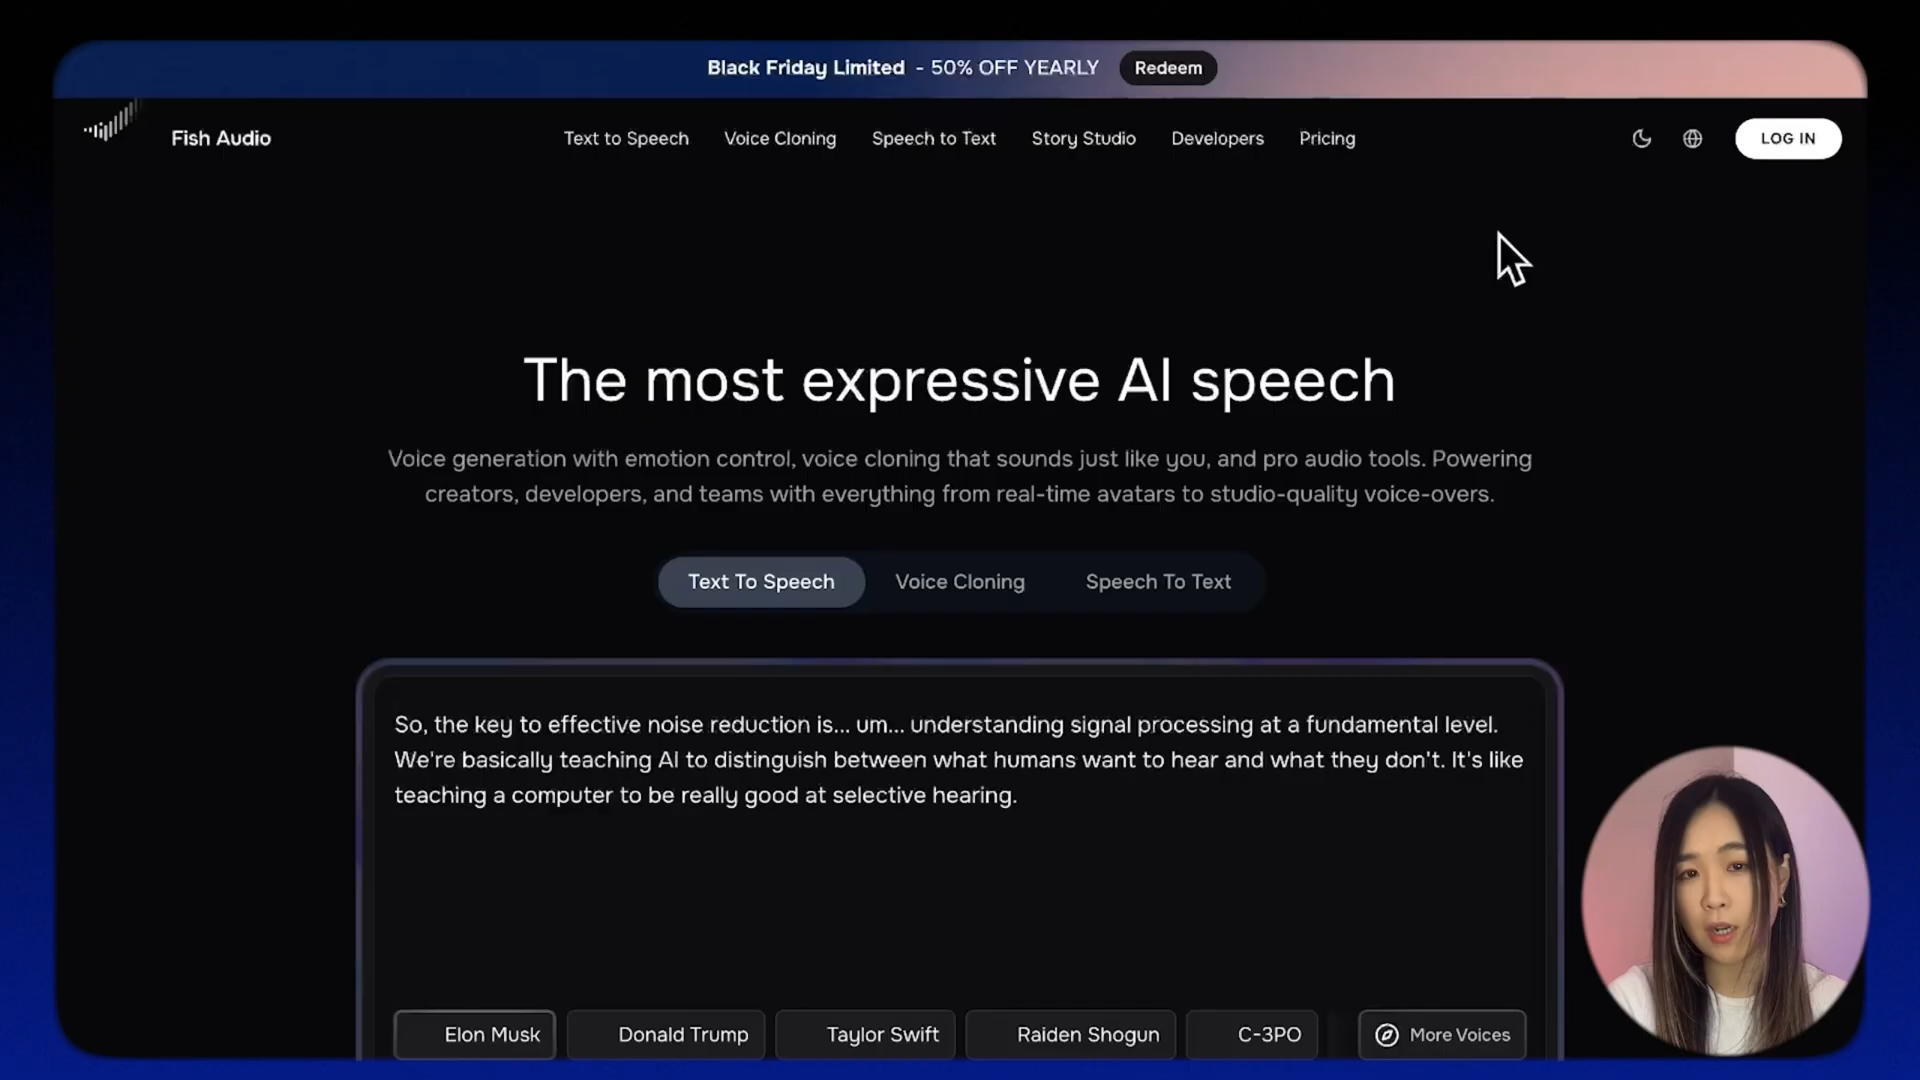 Black Friday Limited - 50% OFF YEARLY Redeem
Fish Audio Text to Speech Voice Cloning Speech to Text Story Studio Developers Pricing LOG IN
The most expressive AI speech
Voice generation with emotion control, voice cloning that sounds just like you, and pro audio tools. Powering
creators, developers, and teams with everything from real-time avatars to studio-quality voice-overs.
Text To Speech Voice Cloning Speech To Text
So, the key to effective noise reduction is... um... understanding signal processing at a fundamental level.
We're basically teaching AI to distinguish between what humans want to hear and what they don't. It's like
teaching a computer to be really good at selective hearing.
Elon Musk Donald Trump Taylor Swift Raiden Shogun C-3PO More Voices